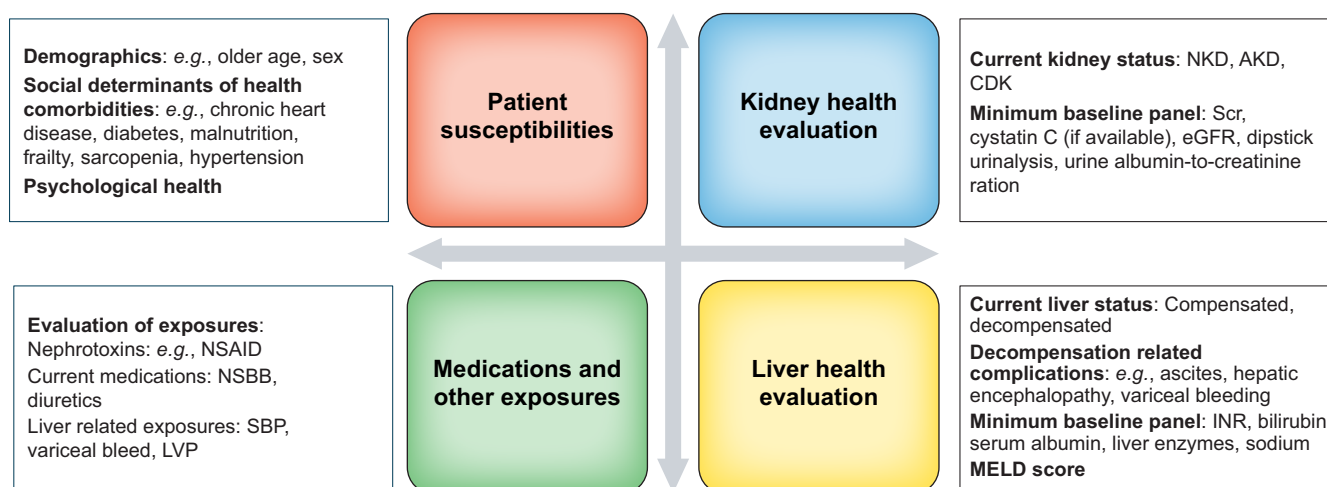 Demographics: e.g., older age, sex
Social determinants of health
comorbidities: e.g., chronic heart
disease, diabetes, malnutrition,
frailty, sarcopenia, hypertension
Psychological health
Patient
susceptibilities
Kidney health
evaluation
Current kidney status: NKD, AKD,
CDK
Minimum baseline panel: Scr,
cystatin C (if available), eGFR, dipstick
urinalysis, urine albumin-to-creatinine
ration
Evaluation of exposures:
Nephrotoxins: e.g., NSAID
Current medications: NSBB,
diuretics
Liver related exposures: SBP,
variceal bleed, LVP
Medications and
other exposures
Liver health
evaluation
Current liver status: Compensated,
decompensated
Decompensation related
complications: e.g., ascites, hepatic
encephalopathy, variceal bleeding
Minimum baseline panel: INR, bilirubin
serum albumin, liver enzymes, sodium
MELD score